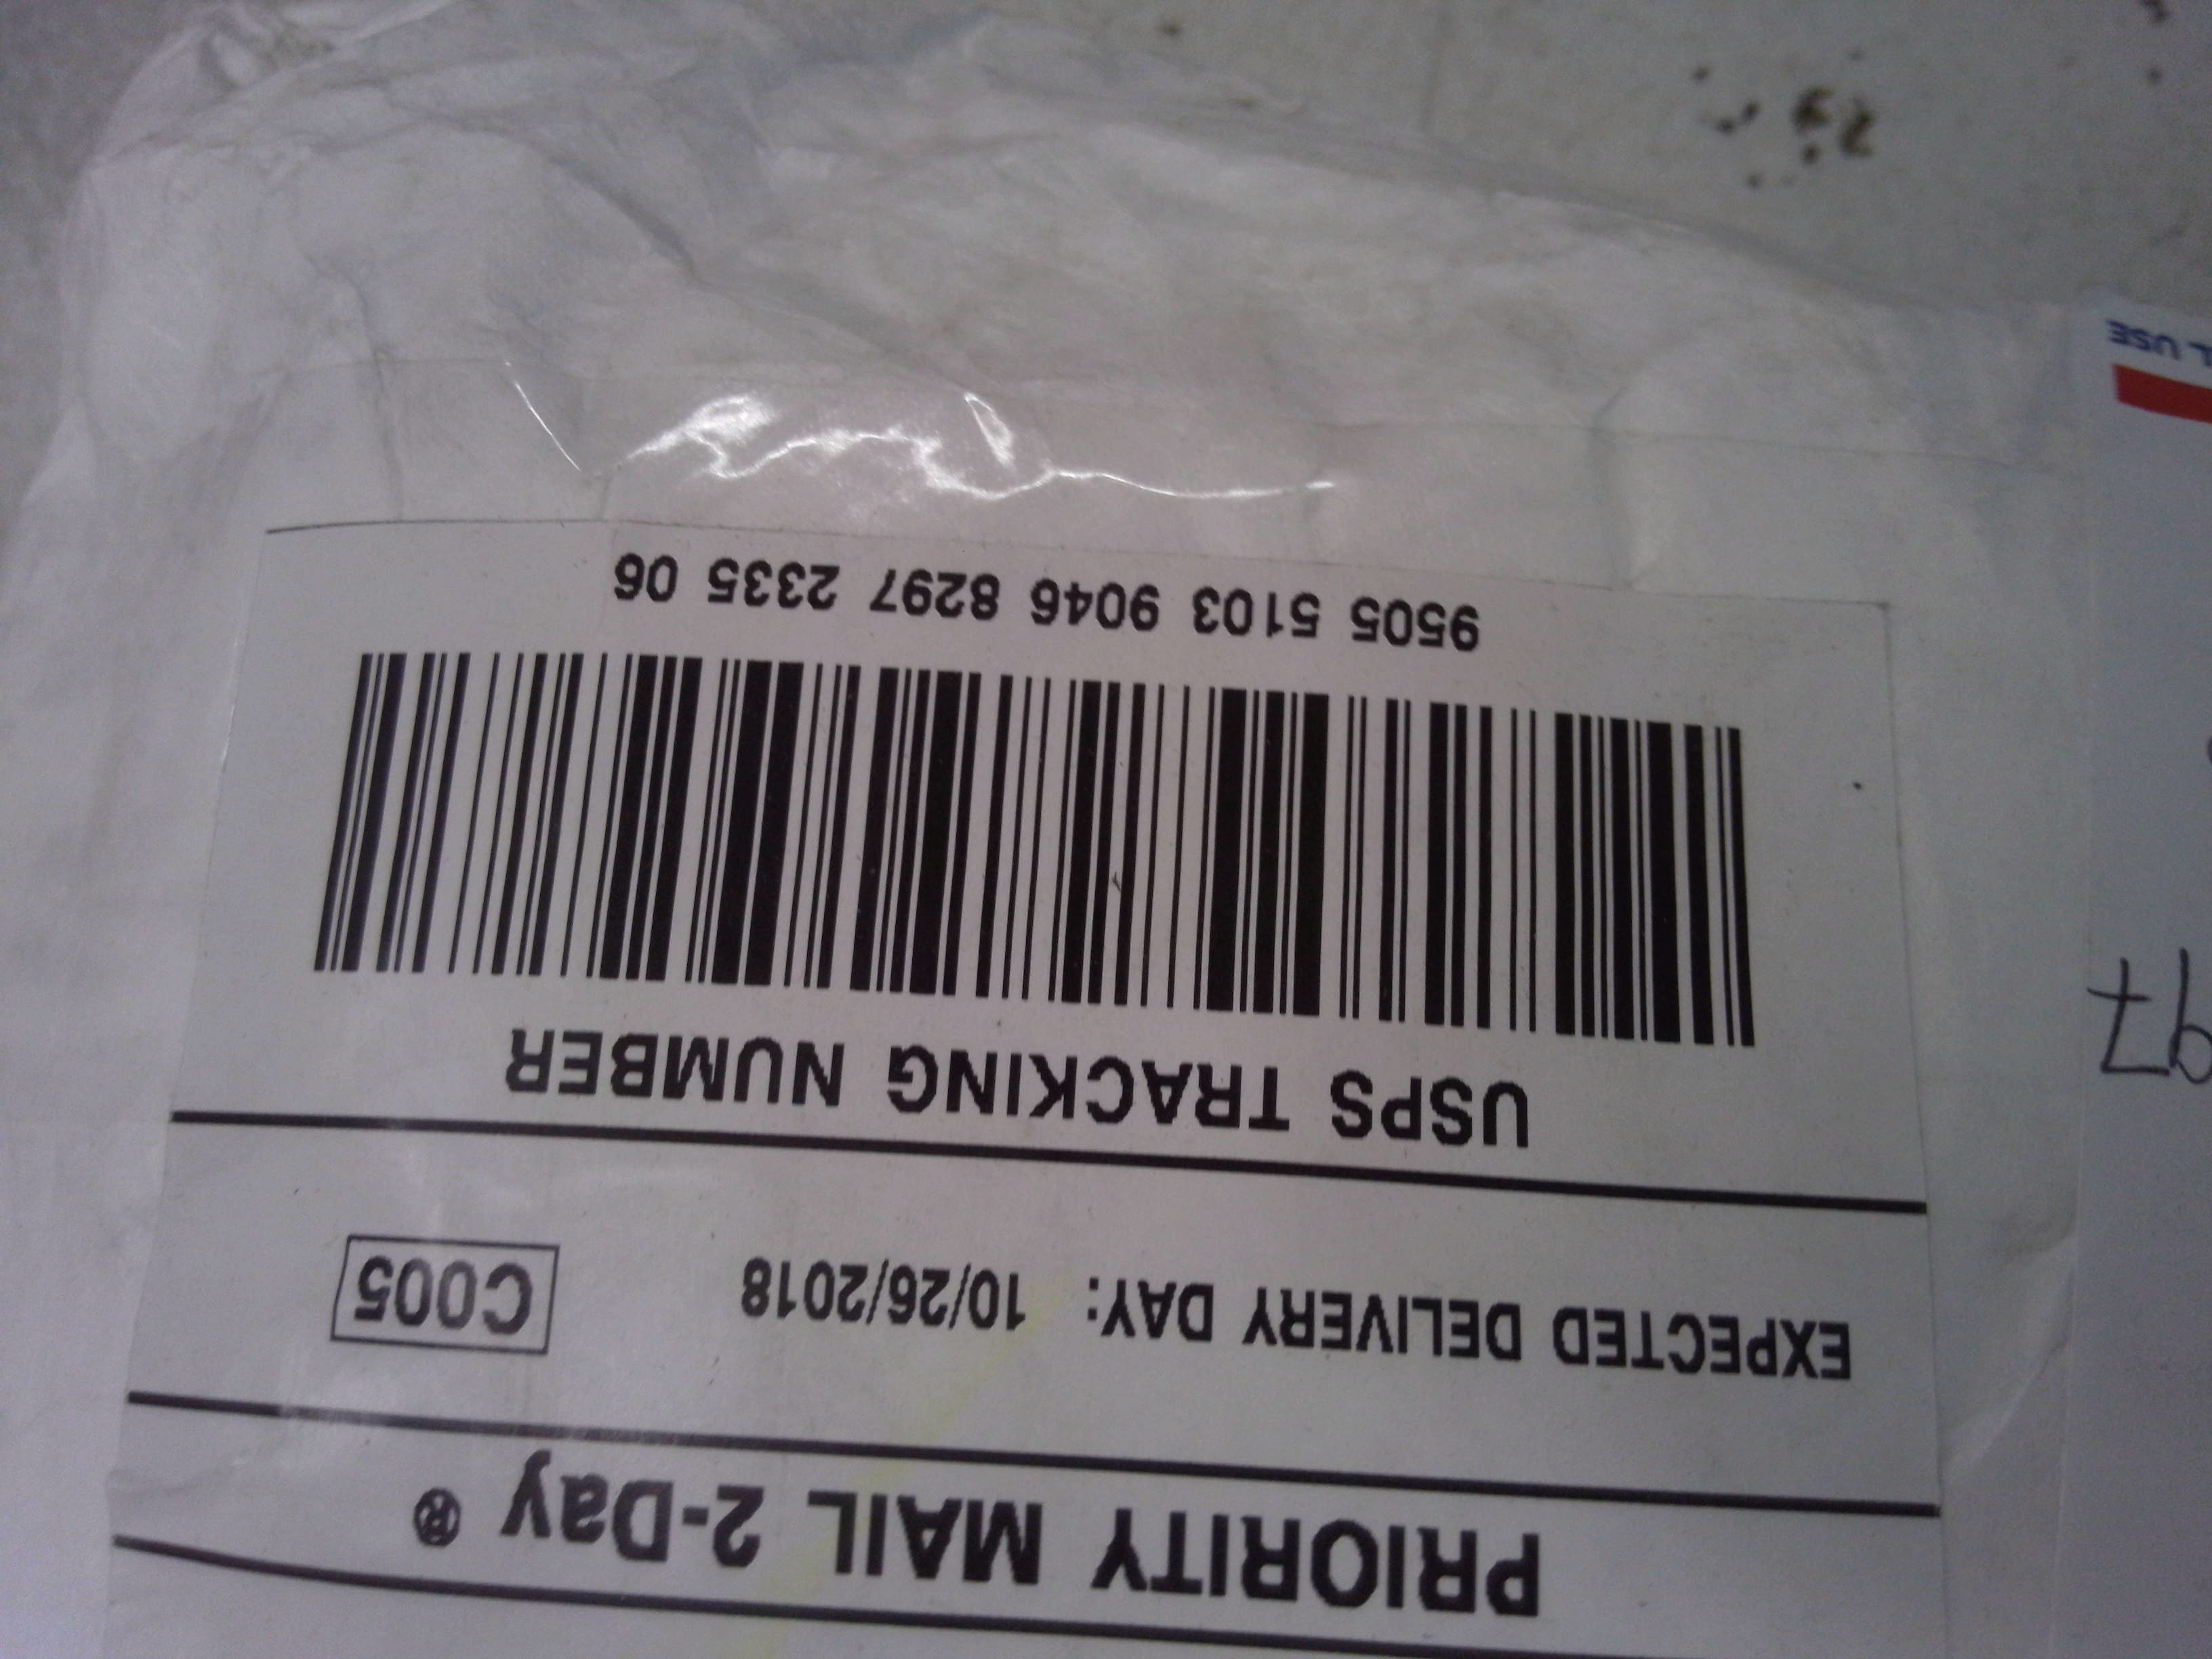 PRIORITY MAIL 2-Day ®
EXPECTED DELIVERY DAY: 10/26/2018
C005
USPS TRACKING NUMBER
9505 5103 9046 8297 2335 06
97
USE